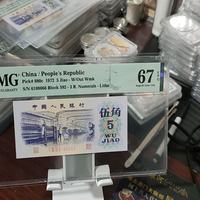 MG
China / People's Republic
Pick# 880c 1972 5 Jiao - W/Out Wmk
S/N 6108666 Block 592 - 3 R. Numerals - Litho
67
中国人民银行
伍角
5
WU JIAO